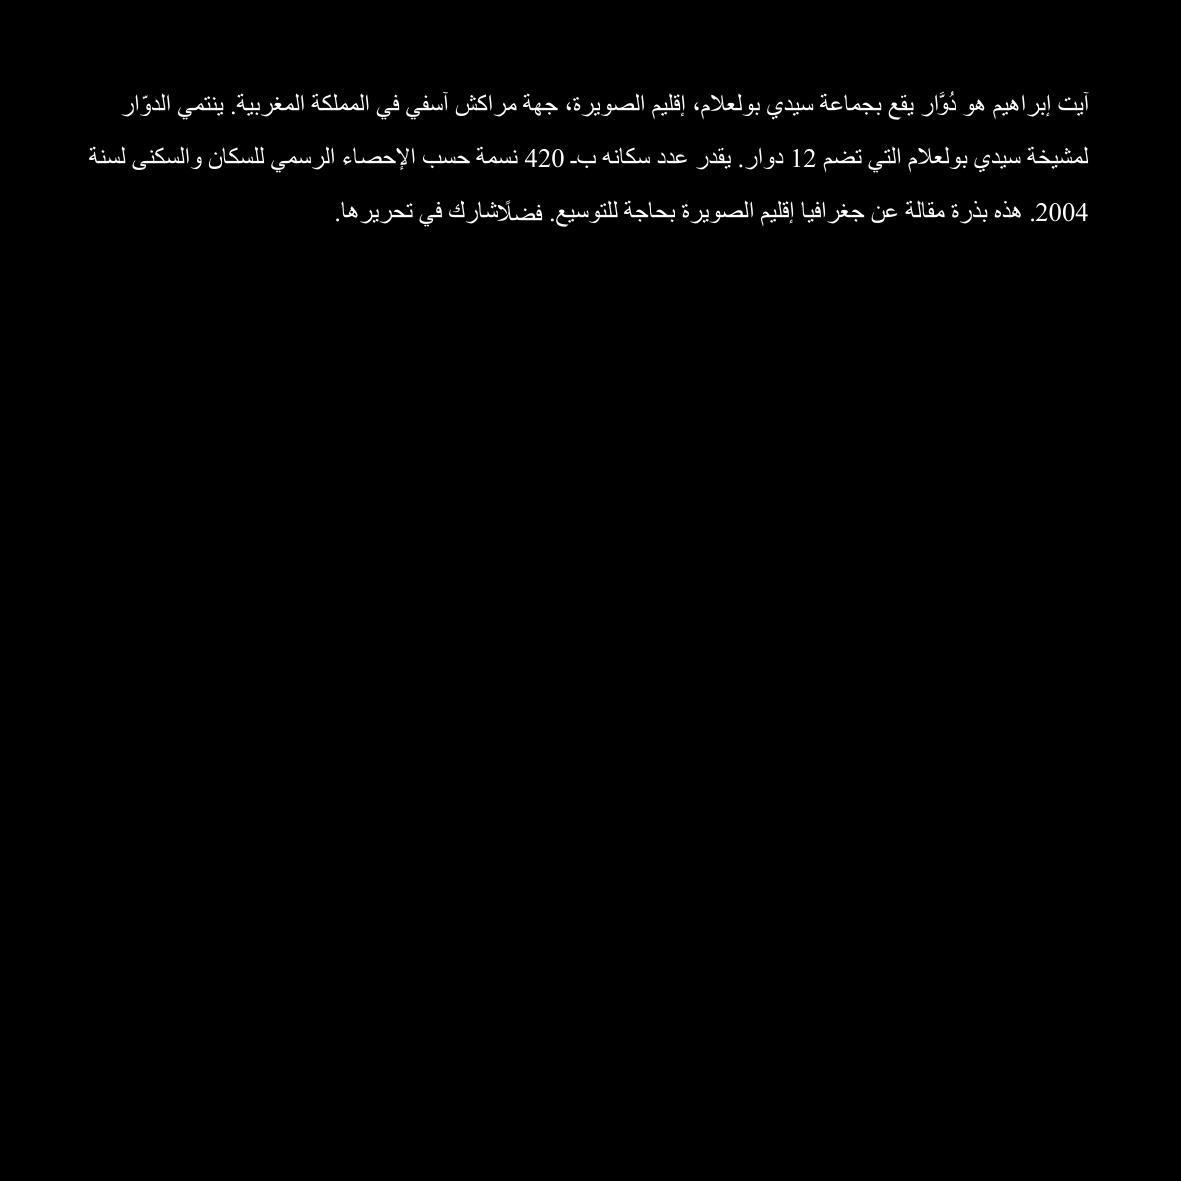 آيت إبراهيم هو دُوَّار يقع بجماعة سيدي بولعلام، إقليم الصويرة، جهة مراكش آسفي في المملكة المغربية. ينتمي الدوّار
لمشيخة سيدي بولعلام التي تضم 12 دوار. يقدر عدد سكانه بـ 420 نسمة حسب الإحصاء الرسمي للسكان والسكنى لسنة
2004. هذه بذرة مقالة عن جغرافيا إقليم الصويرة بحاجة للتوسيع. فضلًاشارك في تحريرها.